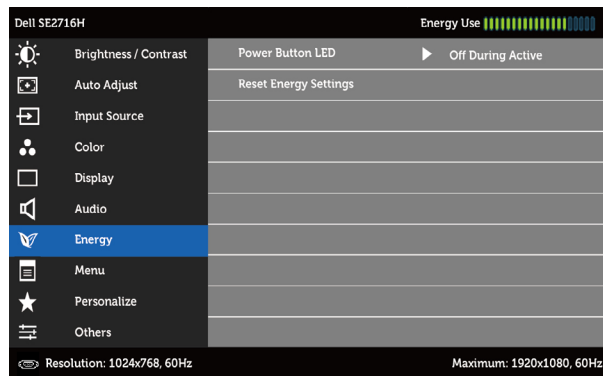 Dell SE2716H Energy Use
Brightness / Contrast Power Button LED Off During Active
Auto Adjust Reset Energy Settings
Input Source
Color
Display
Audio
Energy
Menu
Personalize
Others
Resolution: 1024x768, 60Hz Maximum: 1920x1080, 60Hz